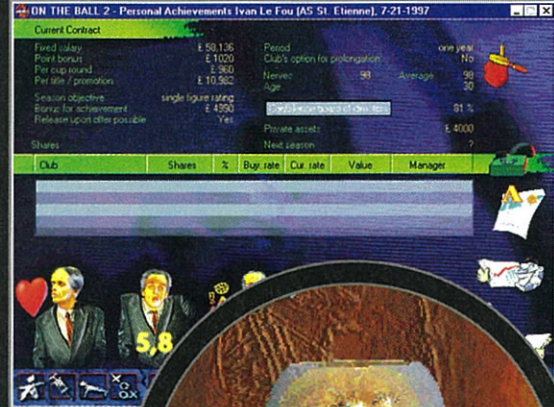 ON THE BALL 2 - Personal Achievements Ivan Le Fou (AS St. Etienne), 7-21-1997
Current Contract
Fixed salary £ 58,136
Point bonus £ 1020
Per cup round £ 960
Per title / promotion £ 10,982
Season objective single figure rating
Bonus for achievement £ 4990
Release upon offer possible Yes
Shares
Period one year
Club's option for prolongation: No
Nerves 98 Average 98
Age 30
81 %
Private assets £ 4000
Next season ?
Club Shares % Buy. rate Cur. rate Value Manager
5,8